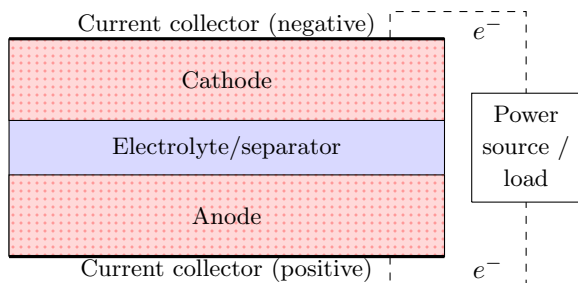 Current collector (negative)
e−
Cathode
Power
source /
load
Electrolyte/separator
Anode
Current collector (positive)
e−